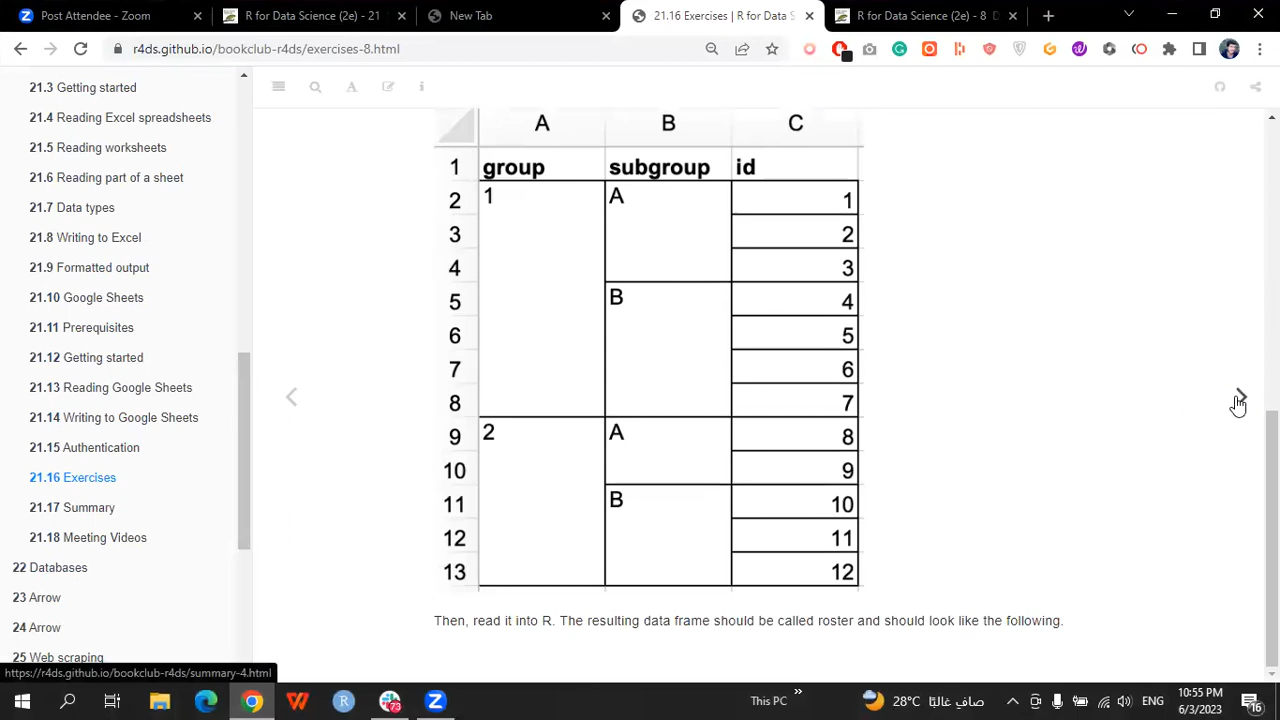 Post Attendee - Zoom
R for Data Science (2e) - 21
New Tab
21.16 Exercises | R for Data S
R for Data Science (2e) - 8 D
r4ds.github.io/bookclub-r4ds/exercises-8.html
21.3 Getting started
21.4 Reading Excel spreadsheets
21.5 Reading worksheets
21.6 Reading part of a sheet
21.7 Data types
21.8 Writing to Excel
21.9 Formatted output
21.10 Google Sheets
21.11 Prerequisites
21.12 Getting started
21.13 Reading Google Sheets
21.14 Writing to Google Sheets
21.15 Authentication
21.16 Exercises
21.17 Summary
21.18 Meeting Videos
22 Databases
23 Arrow
24 Arrow
25 Web scraping
https://r4ds.github.io/bookclub-r4ds/summary-4.html
A B C
1 group subgroup id
2 1 A 1
3 2
4 3
5 B 4
6 5
7 6
8 7
9 2 A 8
10 9
11 B 10
12 11
13 12
Then, read it into R. The resulting data frame should be called roster and should look like the following.
73
This PC
28°C صافٍ غالبًا
ENG
10:55 PM
6/3/2023
16